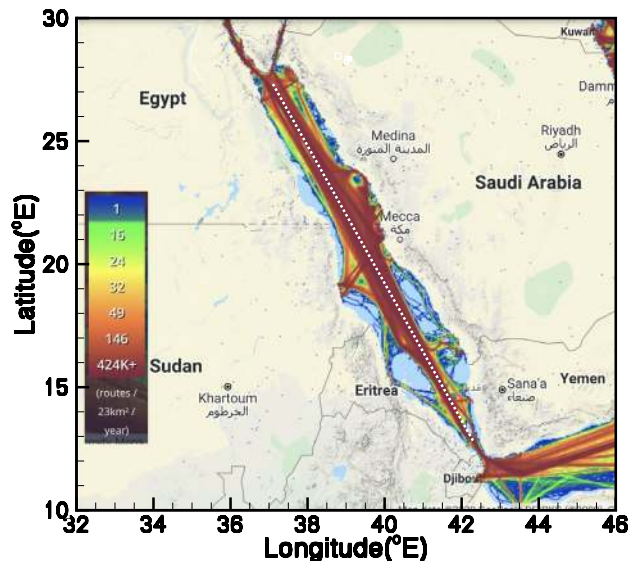 30
25
20
15
10
Latitude(°E)
32
34
36
38
40
42
44
46
Longitude(°E)
Egypt
Kuwait
Medina
المدينة المنورة
Riyadh
الرياض
Saudi Arabia
Mecca
مكة
Sudan
Khartoum
الخرطوم
Eritrea
Sana'a
صنعاء
Yemen
1
16
24
32
49
146
424K+
(routes /
23km² /
year)